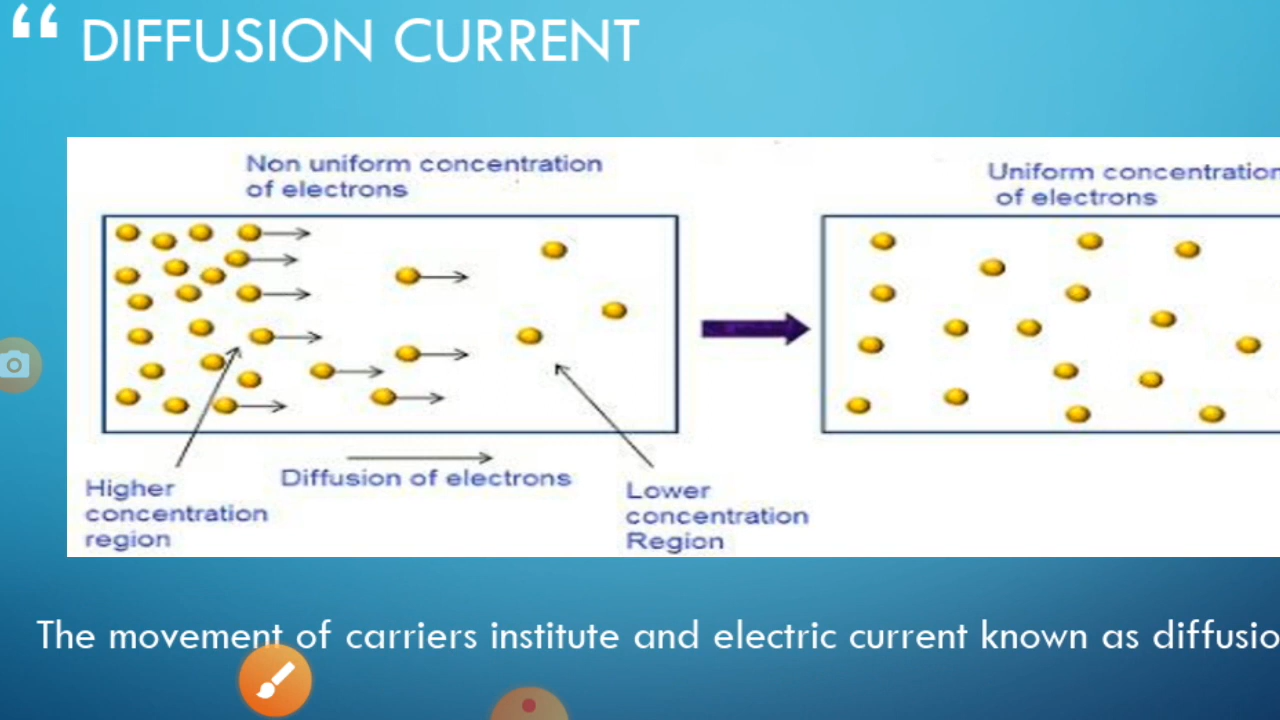 “ DIFFUSION CURRENT
Non uniform concentration
of electrons
Uniform concentration
of electrons
Diffusion of electrons
Higher
concentration
region
Lower
concentration
Region
The movement of carriers institute and electric current known as diffusio